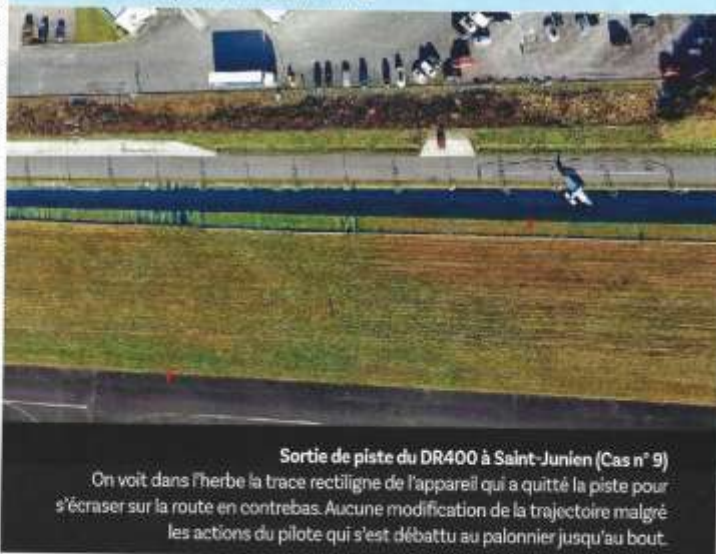 Sortie de piste du DR400 à Saint-Junien (Cas n° 9)
On voit dans l'herbe la trace rectiligne de l'appareil qui a quitté la piste pour
s'écraser sur la route en contrebas. Aucune modification de la trajectoire malgré
les actions du pilote qui s'est débattu au palonnier jusqu'au bout.